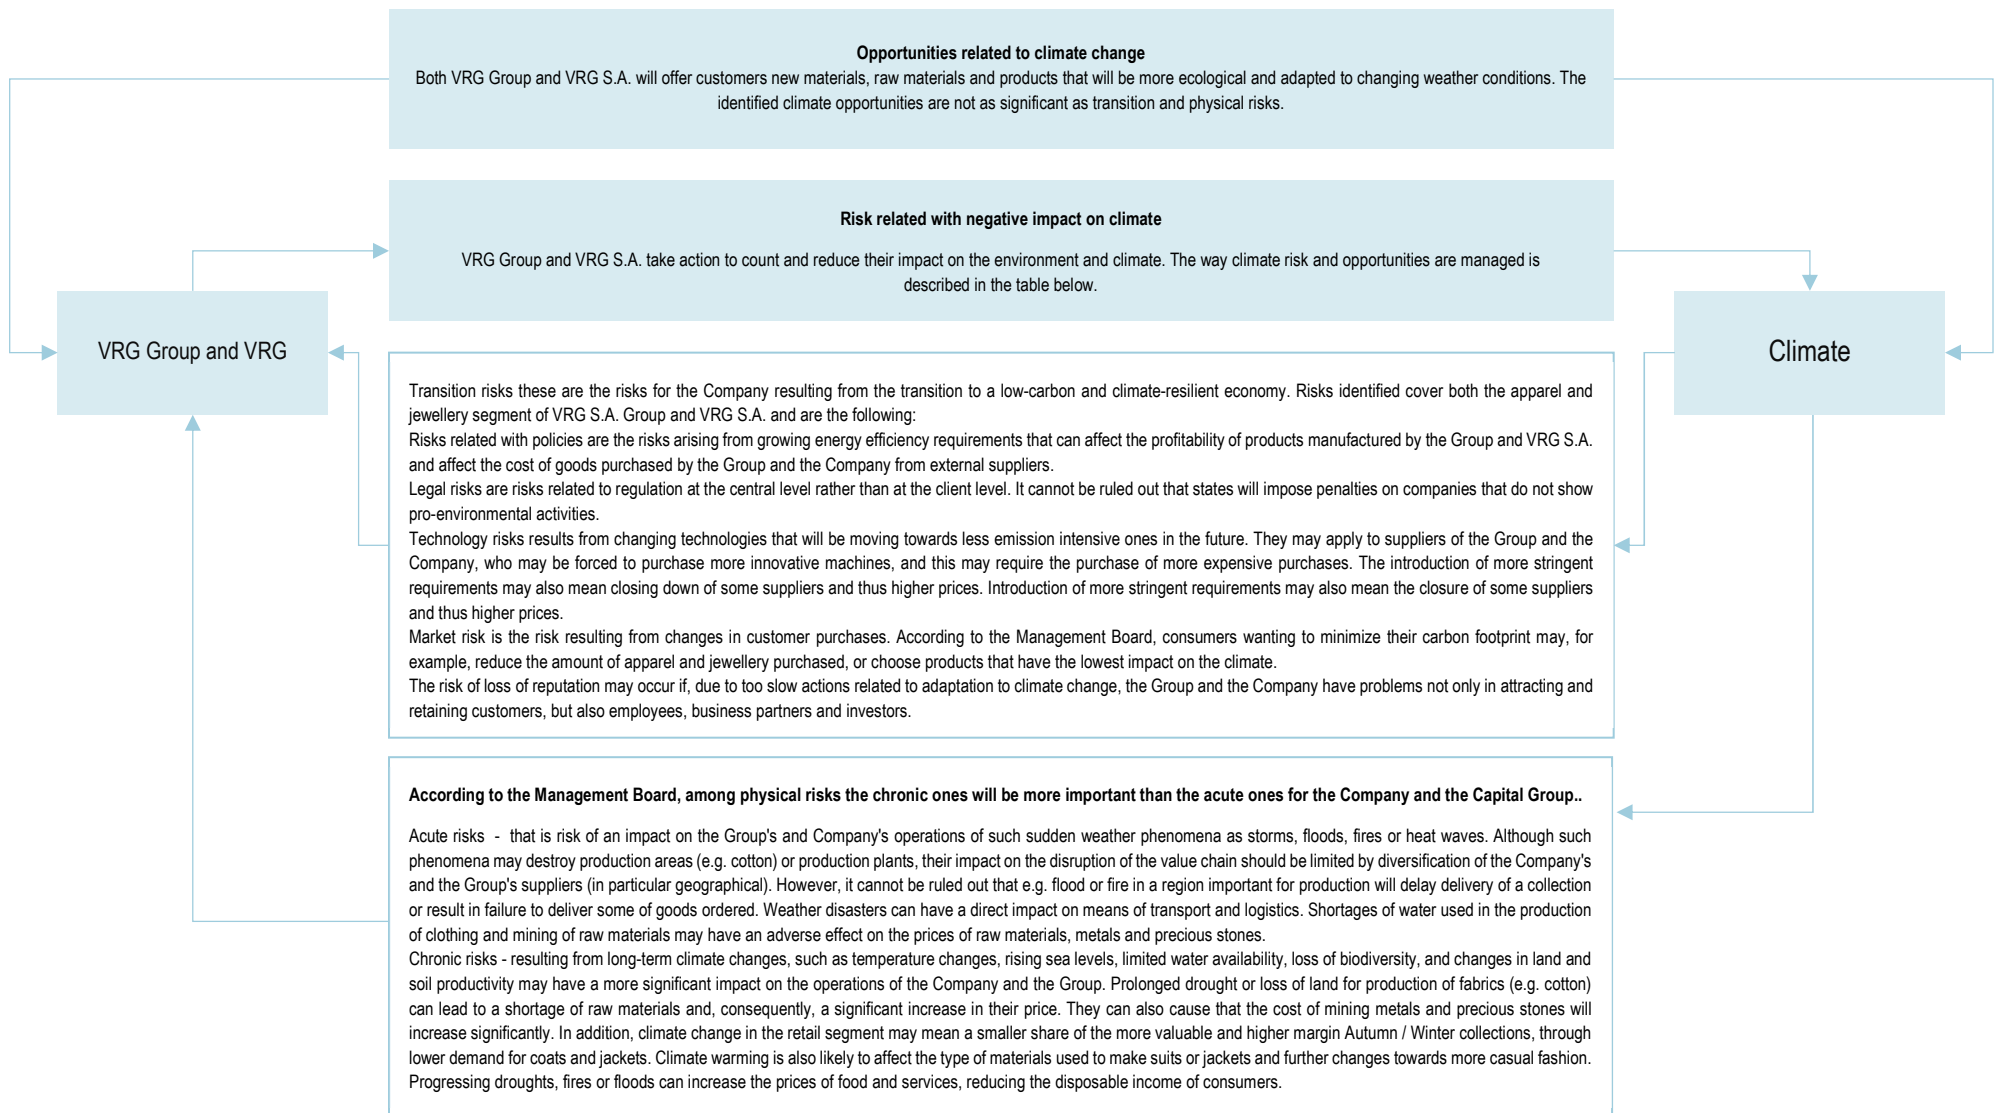 Opportunities related to climate change
Both VRG Group and VRG S.A. will offer customers new materials, raw materials and products that will be more ecological and adapted to changing weather conditions. The
identified climate opportunities are not as significant as transition and physical risks.
Risk related with negative impact on climate
VRG Group and VRG S.A. take action to count and reduce their impact on the environment and climate. The way climate risk and opportunities are managed is
described in the table below.
VRG Group and VRG
Climate
Transition risks these are the risks for the Company resulting from the transition to a low-carbon and climate-resilient economy. Risks identified cover both the apparel and
jewellery segment of VRG S.A. Group and VRG S.A. and are the following:
Risks related with policies are the risks arising from growing energy efficiency requirements that can affect the profitability of products manufactured by the Group and VRG S.A.
and affect the cost of goods purchased by the Group and the Company from external suppliers.
Legal risks are risks related to regulation at the central level rather than at the client level. It cannot be ruled out that states will impose penalties on companies that do not show
pro-environmental activities.
Technology risks results from changing technologies that will be moving towards less emission intensive ones in the future. They may apply to suppliers of the Group and the
Company, who may be forced to purchase more innovative machines, and this may require the purchase of more expensive purchases. The introduction of more stringent
requirements may also mean closing down of some suppliers and thus higher prices. Introduction of more stringent requirements may also mean the closure of some suppliers
and thus higher prices.
Market risk is the risk resulting from changes in customer purchases. According to the Management Board, consumers wanting to minimize their carbon footprint may, for
example, reduce the amount of apparel and jewellery purchased, or choose products that have the lowest impact on the climate.
The risk of loss of reputation may occur if, due to too slow actions related to adaptation to climate change, the Group and the Company have problems not only in attracting and
retaining customers, but also employees, business partners and investors.
According to the Management Board, among physical risks the chronic ones will be more important than the acute ones for the Company and the Capital Group..
Acute risks - that is risk of an impact on the Group's and Company's operations of such sudden weather phenomena as storms, floods, fires or heat waves. Although such
phenomena may destroy production areas (e.g. cotton) or production plants, their impact on the disruption of the value chain should be limited by diversification of the Company's
and the Group's suppliers (in particular geographical). However, it cannot be ruled out that e.g. flood or fire in a region important for production will delay delivery of a collection
or result in failure to deliver some of goods ordered. Weather disasters can have a direct impact on means of transport and logistics. Shortages of water used in the production
of clothing and mining of raw materials may have an adverse effect on the prices of raw materials, metals and precious stones.
Chronic risks - resulting from long-term climate changes, such as temperature changes, rising sea levels, limited water availability, loss of biodiversity, and changes in land and
soil productivity may have a more significant impact on the operations of the Company and the Group. Prolonged drought or loss of land for production of fabrics (e.g. cotton)
can lead to a shortage of raw materials and, consequently, a significant increase in their price. They can also cause that the cost of mining metals and precious stones will
increase significantly. In addition, climate change in the retail segment may mean a smaller share of the more valuable and higher margin Autumn / Winter collections, through
lower demand for coats and jackets. Climate warming is also likely to affect the type of materials used to make suits or jackets and further changes towards more casual fashion.
Progressing droughts, fires or floods can increase the prices of food and services, reducing the disposable income of consumers.